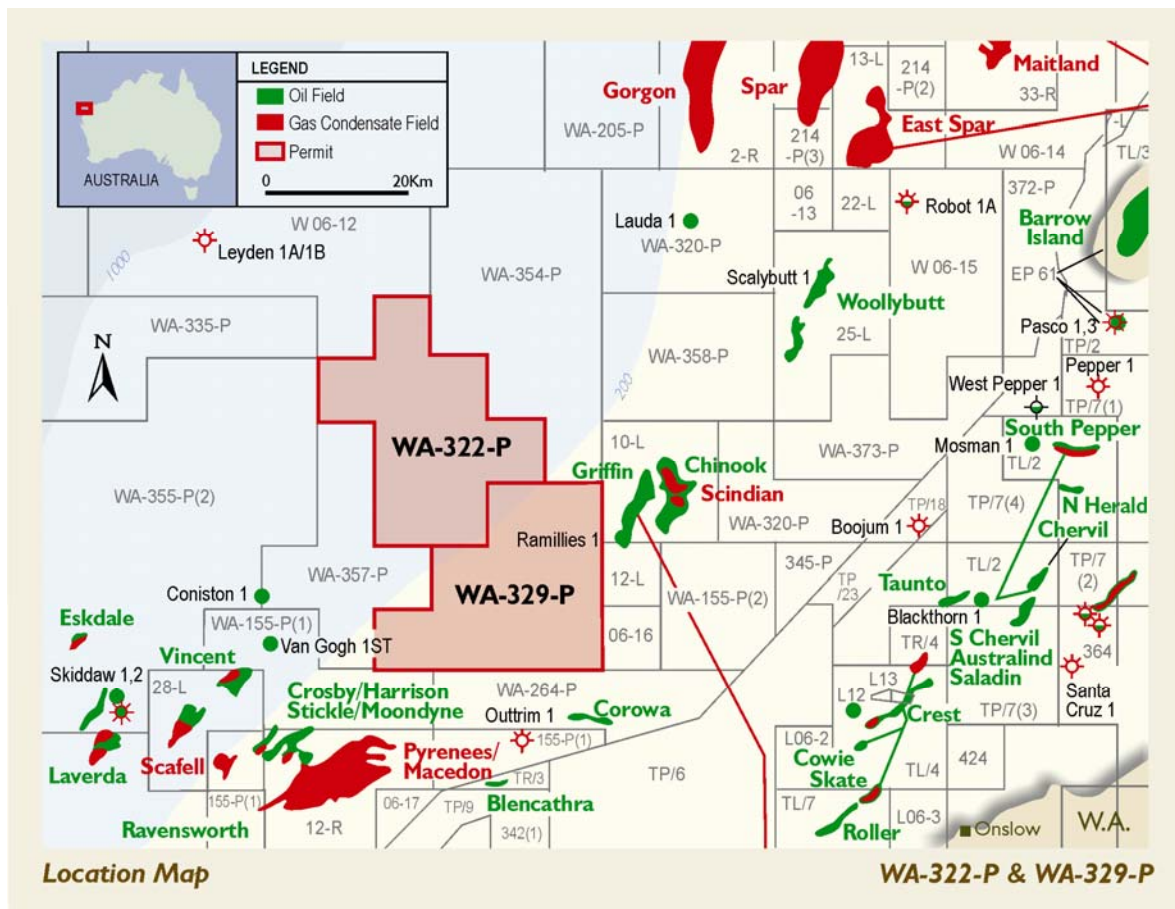 LEGEND
Oil Field
Gas Condensate Field
Permit
0 20Km
AUSTRALIA
N
Gorgon
Spar
13-L
214
-P(2)
Maitland
33-R
East Spar
WA-205-P
2-R
214
-P(3)
W 06-14
TL/3
W 06-12
Leyden 1A/1B
1000
WA-354-P
Lauda 1
WA-320-P
06
-13
22-L
Robot 1A
372-P
Barrow
Island
W 06-15
EP 61
Scalybutt 1
Woollybutt
25-L
Pasco 1,3
TP/2
WA-335-P
200
WA-358-P
West Pepper 1
Pepper 1
TP/7(1)
WA-322-P
10-L
Griffin
Chinook
Scindian
WA-373-P
Mosman 1
South Pepper
TL/2
WA-355-P(2)
WA-320-P
TP/18
TP/7(4)
N Herald
Chervil
Ramillies 1
Boojum 1
WA-357-P
WA-329-P
12-L
WA-155-P(2)
345-P
TP
/23
TL/2
TP/7
(2)
Coniston 1
WA-155-P(1)
06-16
Taunto
Blackthorn 1
Eskdale
Van Gogh 1ST
TR/4
S Chervil
Australind
Saladin
364
Skiddaw 1,2
Vincent
28-L
WA-264-P
L13
L12
Santa
Cruz 1
Crosby/Harrison
Stickle/Moondyne
Outtrim 1
Corowa
Crest
TP/7(3)
Laverda
Scafell
Pyrenees/
Macedon
155-P(1)
L06-2
Cowie
Skate
424
TP/6
TR/3
TL/4
155-P(1)
06-17
TP/9
Blencathra
TL/7
Ravensworth
12-R
342(1)
Roller
L06-3
Onslow
W.A.
Location Map
WA-322-P & WA-329-P